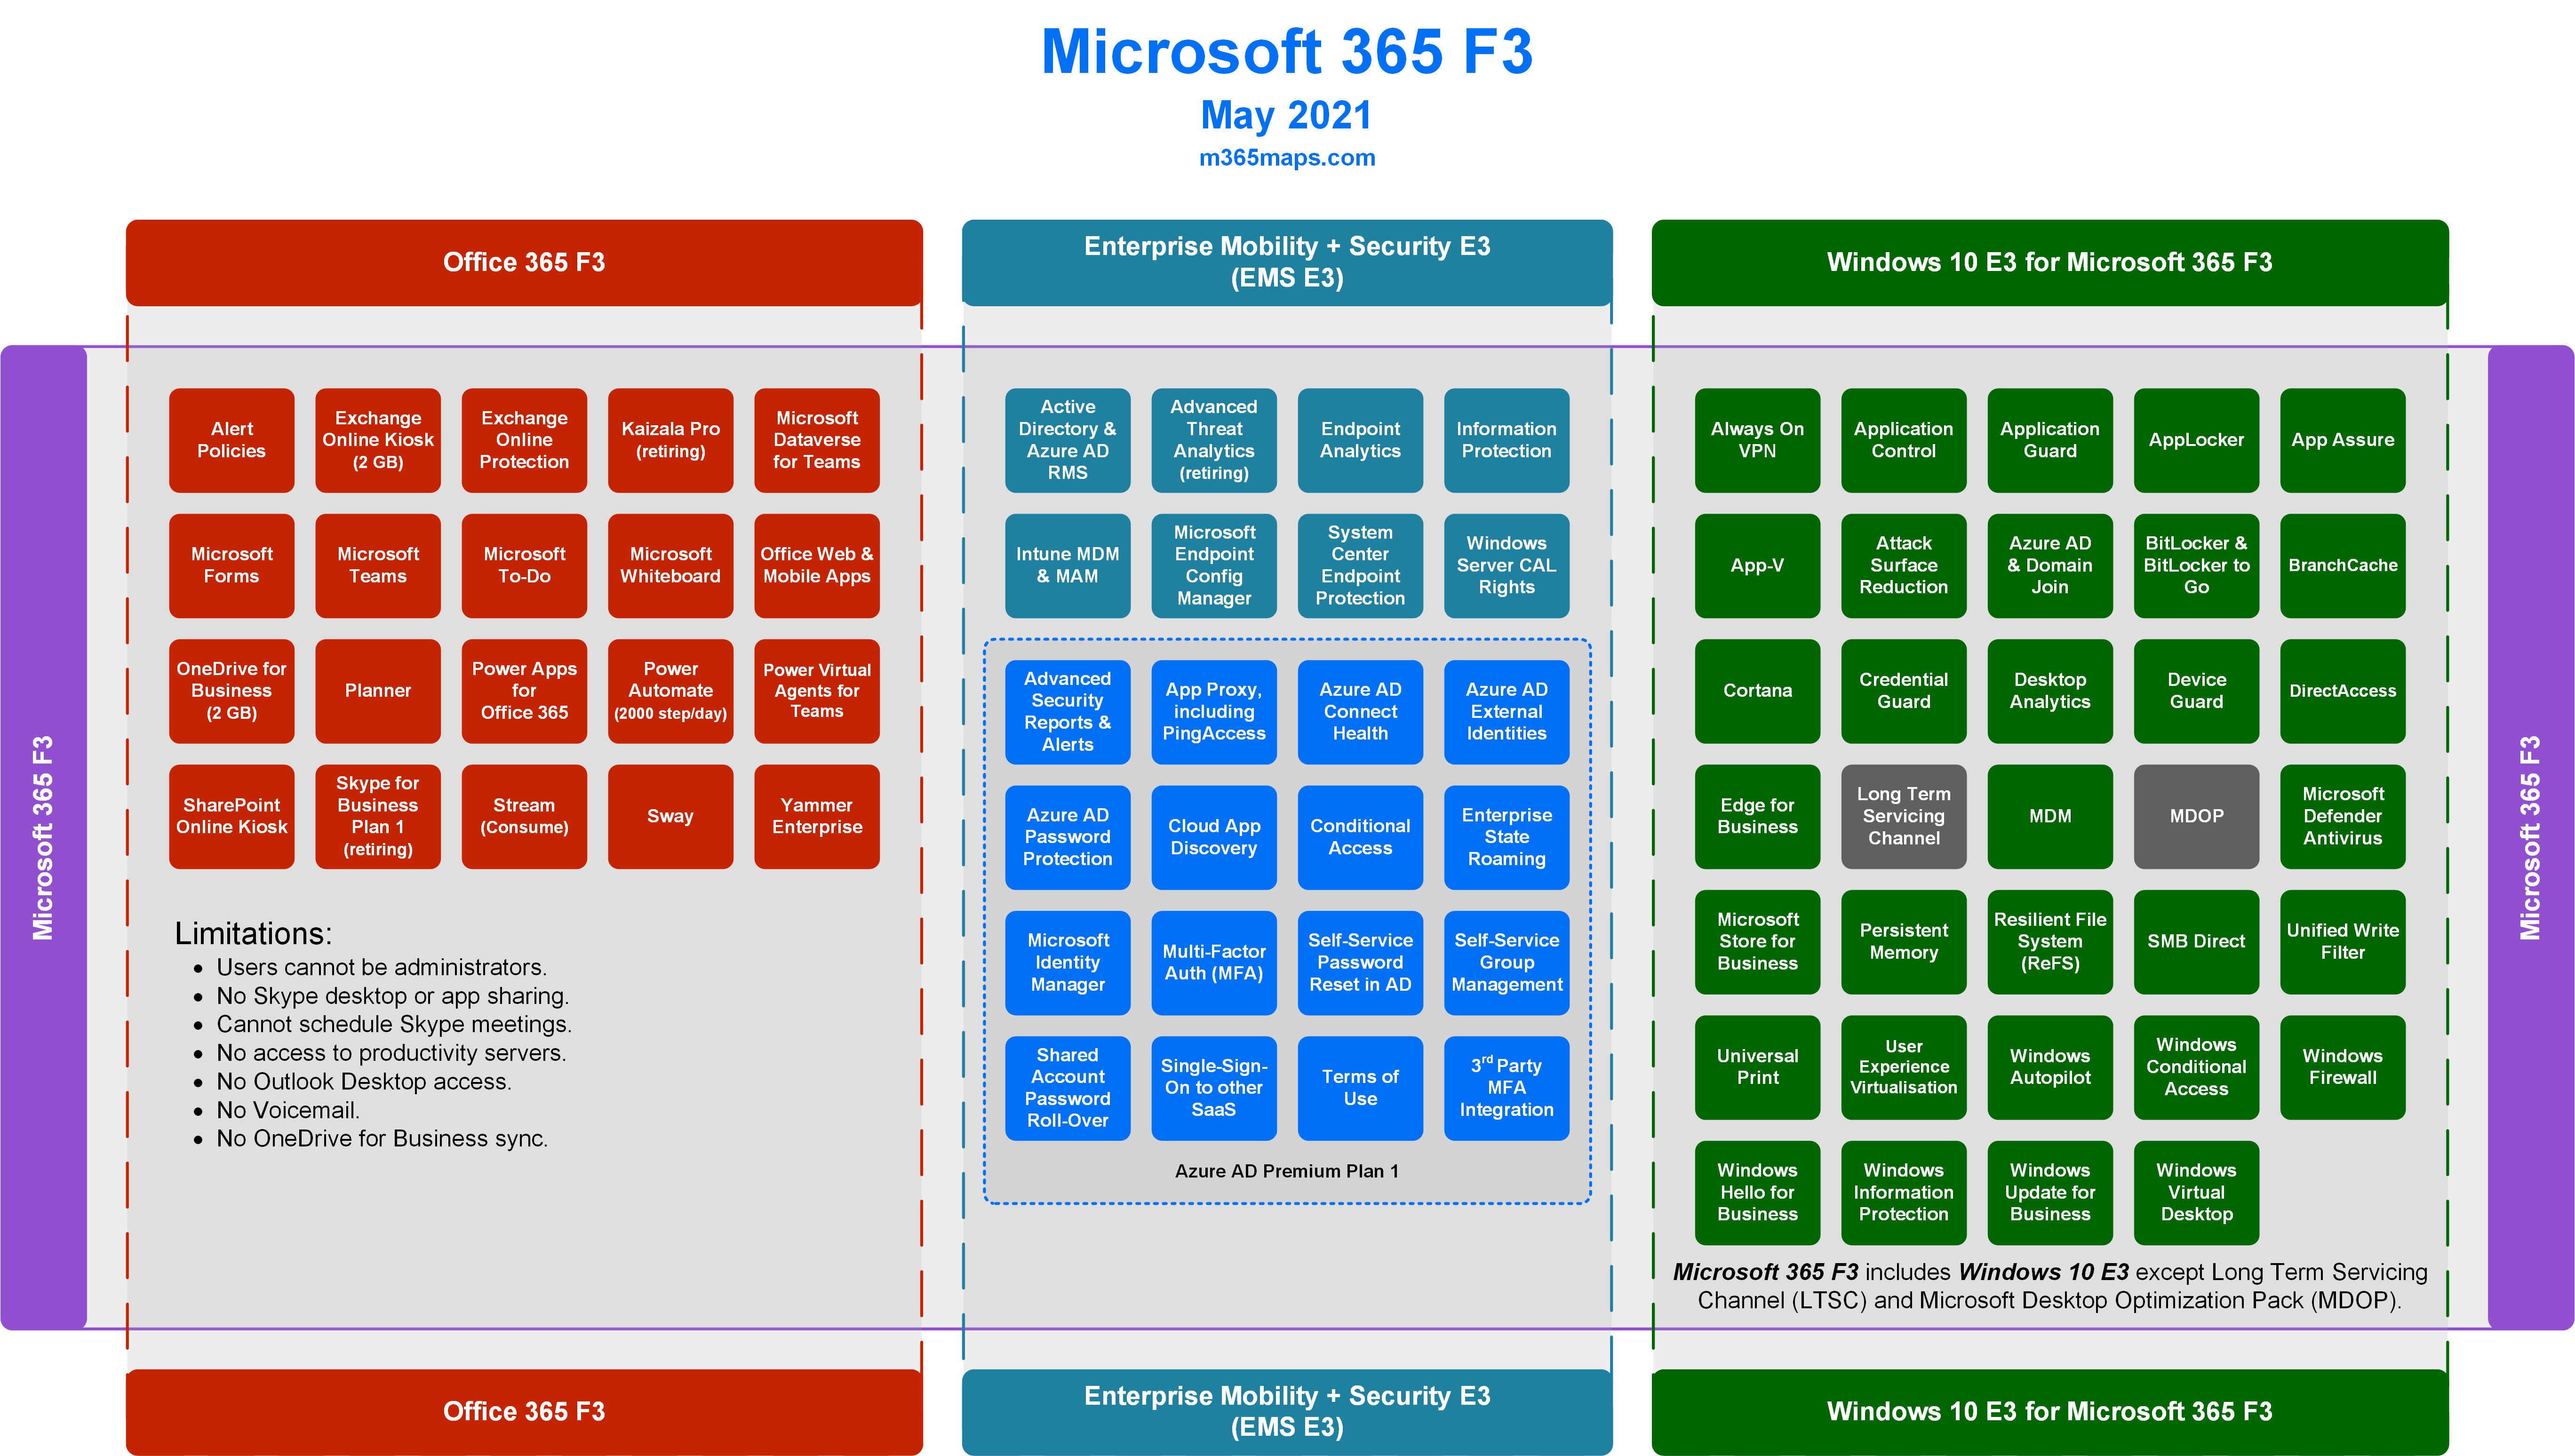 Microsoft 365 F3
May 2021
m365maps.com
Office 365 F3
Enterprise Mobility + Security E3
(EMS E3)
Windows 10 E3 for Microsoft 365 F3
Microsoft 365 F3
Alert
Policies
Exchange
Online Kiosk
(2 GB)
Exchange
Online
Protection
Kaizala Pro
(retiring)
Microsoft
Dataverse
for Teams
Microsoft
Forms
Microsoft
Teams
Microsoft
To-Do
Microsoft
Whiteboard
Office Web &
Mobile Apps
OneDrive for
Business
(2 GB)
Planner
Power Apps
for
Office 365
Power
Automate
(2000 step/day)
Power Virtual
Agents for
Teams
SharePoint
Online Kiosk
Skype for
Business
Plan 1
(retiring)
Stream
(Consume)
Sway
Yammer
Enterprise
Limitations:
• Users cannot be administrators.
• No Skype desktop or app sharing.
• Cannot schedule Skype meetings.
• No access to productivity servers.
• No Outlook Desktop access.
• No Voicemail.
• No OneDrive for Business sync.
Active
Directory &
Azure AD
RMS
Advanced
Threat
Analytics
(retiring)
Endpoint
Analytics
Information
Protection
Intune MDM
& MAM
Microsoft
Endpoint
Config
Manager
System
Center
Endpoint
Protection
Windows
Server CAL
Rights
Advanced
Security
Reports &
Alerts
App Proxy,
including
PingAccess
Azure AD
Connect
Health
Azure AD
External
Identities
Azure AD
Password
Protection
Cloud App
Discovery
Conditional
Access
Enterprise
State
Roaming
Microsoft
Identity
Manager
Multi-Factor
Auth (MFA)
Self-Service
Password
Reset in AD
Self-Service
Group
Management
Shared
Account
Password
Roll-Over
Single-Sign-
On to other
SaaS
Terms of
Use
3rd Party
MFA
Integration
Azure AD Premium Plan 1
Always On
VPN
Application
Control
Application
Guard
AppLocker
App Assure
App-V
Attack
Surface
Reduction
Azure AD
& Domain
Join
BitLocker &
BitLocker to
Go
BranchCache
Cortana
Credential
Guard
Desktop
Analytics
Device
Guard
DirectAccess
Edge for
Business
Long Term
Servicing
Channel
MDM
MDOP
Microsoft
Defender
Antivirus
Microsoft
Store for
Business
Persistent
Memory
Resilient File
System
(ReFS)
SMB Direct
Unified Write
Filter
Universal
Print
User
Experience
Virtualisation
Windows
Autopilot
Windows
Conditional
Access
Windows
Firewall
Windows
Hello for
Business
Windows
Information
Protection
Windows
Update for
Business
Windows
Virtual
Desktop
Microsoft 365 F3 includes Windows 10 E3 except Long Term Servicing
Channel (LTSC) and Microsoft Desktop Optimization Pack (MDOP).
Microsoft 365 F3
Office 365 F3
Enterprise Mobility + Security E3
(EMS E3)
Windows 10 E3 for Microsoft 365 F3